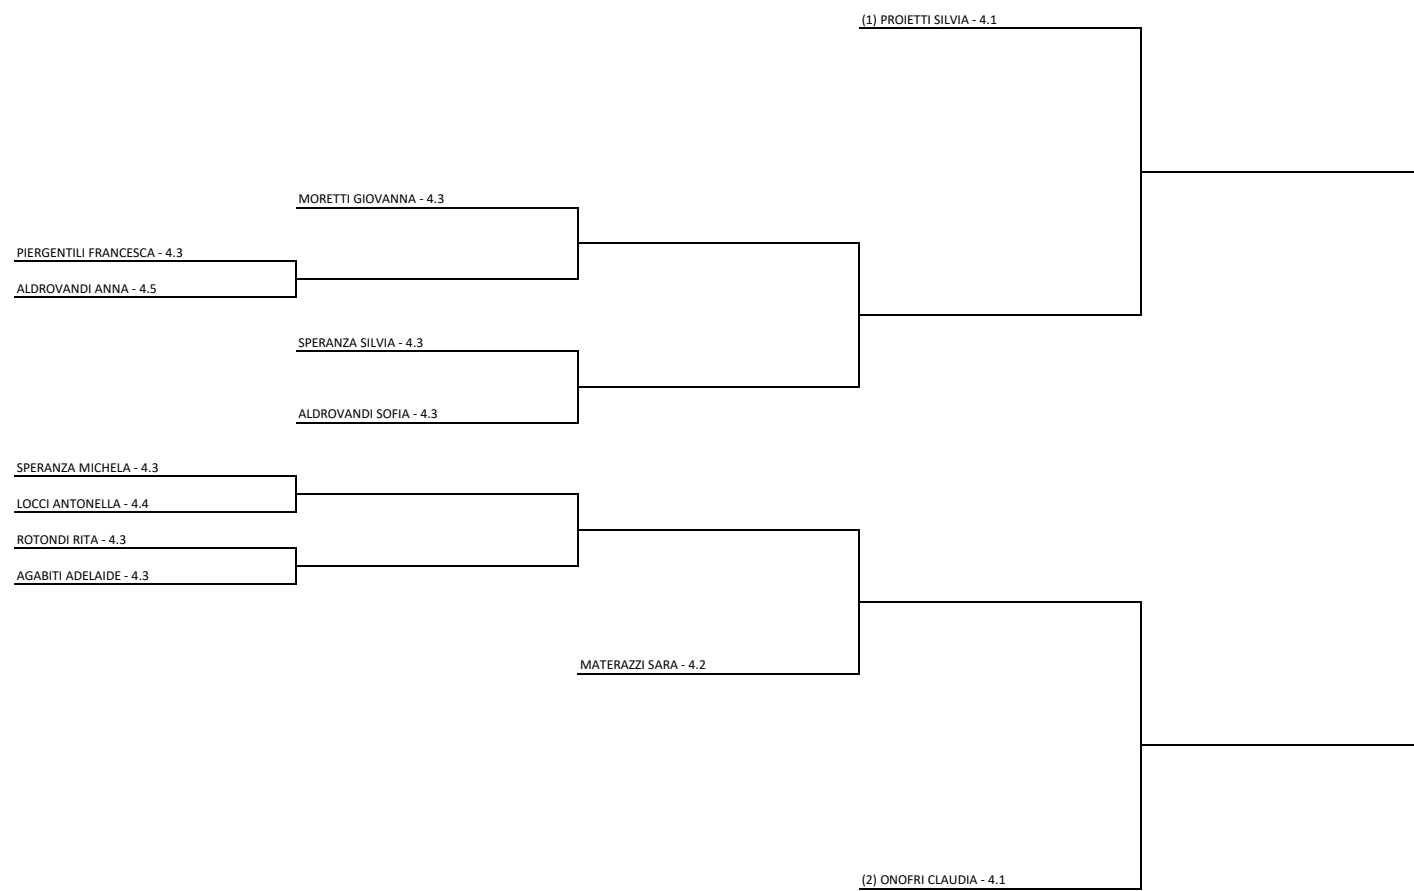 (1) PROIETTI SILVIA - 4.1
MORETTI GIOVANNA - 4.3
PIERGENTILI FRANCESCA - 4.3
ALDROVANDI ANNA - 4.5
SPERANZA SILVIA - 4.3
ALDROVANDI SOFIA - 4.3
SPERANZA MICHELA - 4.3
LOCCI ANTONELLA - 4.4
ROTONDI RITA - 4.3
AGABITI ADELAIDE - 4.3
MATERAZZI SARA - 4.2
(2) ONOFRI CLAUDIA - 4.1